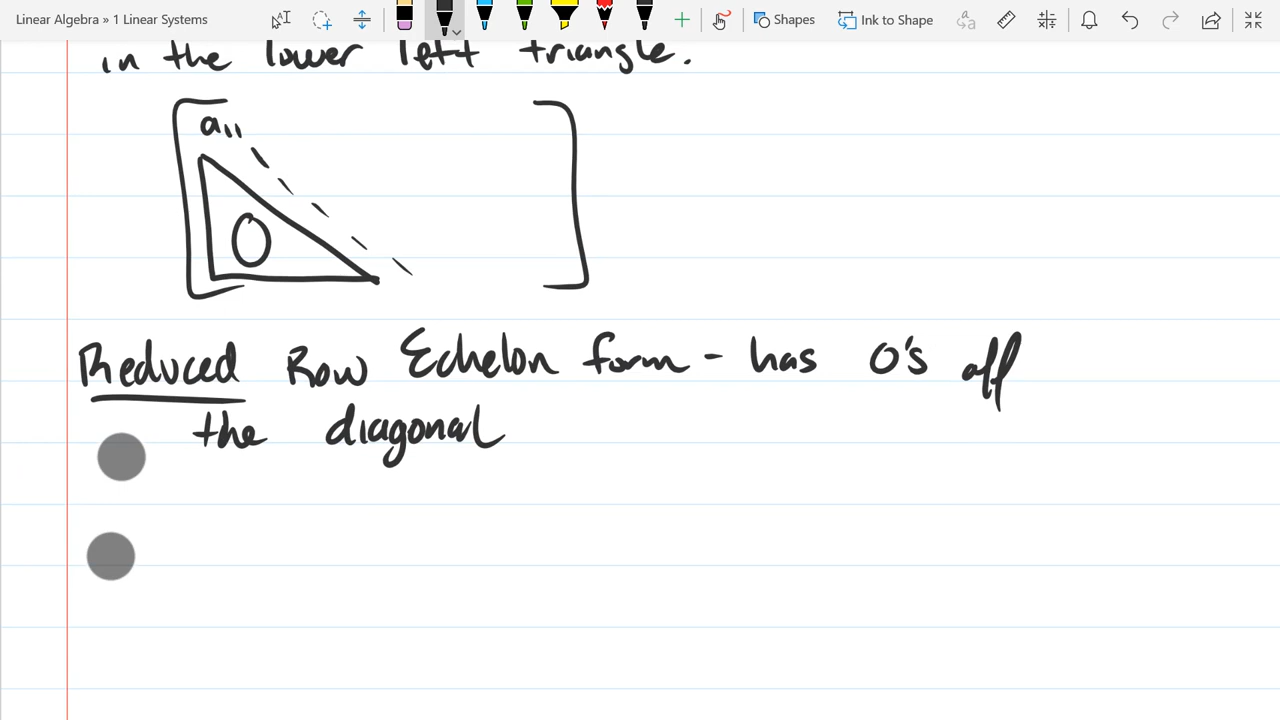 Linear Algebra » 1 Linear Systems
Shapes
Ink to Shape
in the lower left triangle.
a11
0
Reduced Row Echelon form - has 0's off
the diagonal